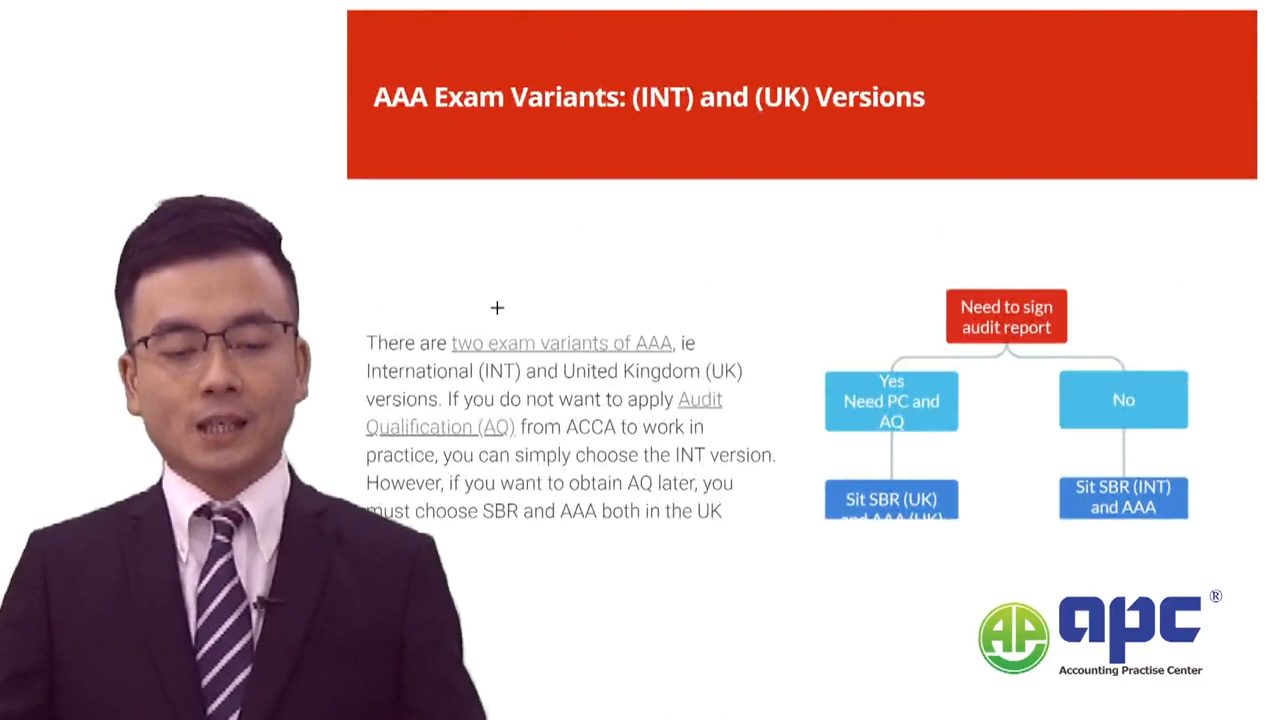 AAA Exam Variants: (INT) and (UK) Versions
There are two exam variants of AAA, ie
International (INT) and United Kingdom (UK)
versions. If you do not want to apply Audit
Qualification (AQ) from ACCA to work in
practice, you can simply choose the INT version.
However, if you want to obtain AQ later, you
must choose SBR and AAA both in the UK
Need to sign
audit report
Yes
Need PC and
AQ
No
Sit SBR (UK)
and AAA (UK)
Sit SBR (INT)
and AAA
AP
apc ®
Accounting Practise Center